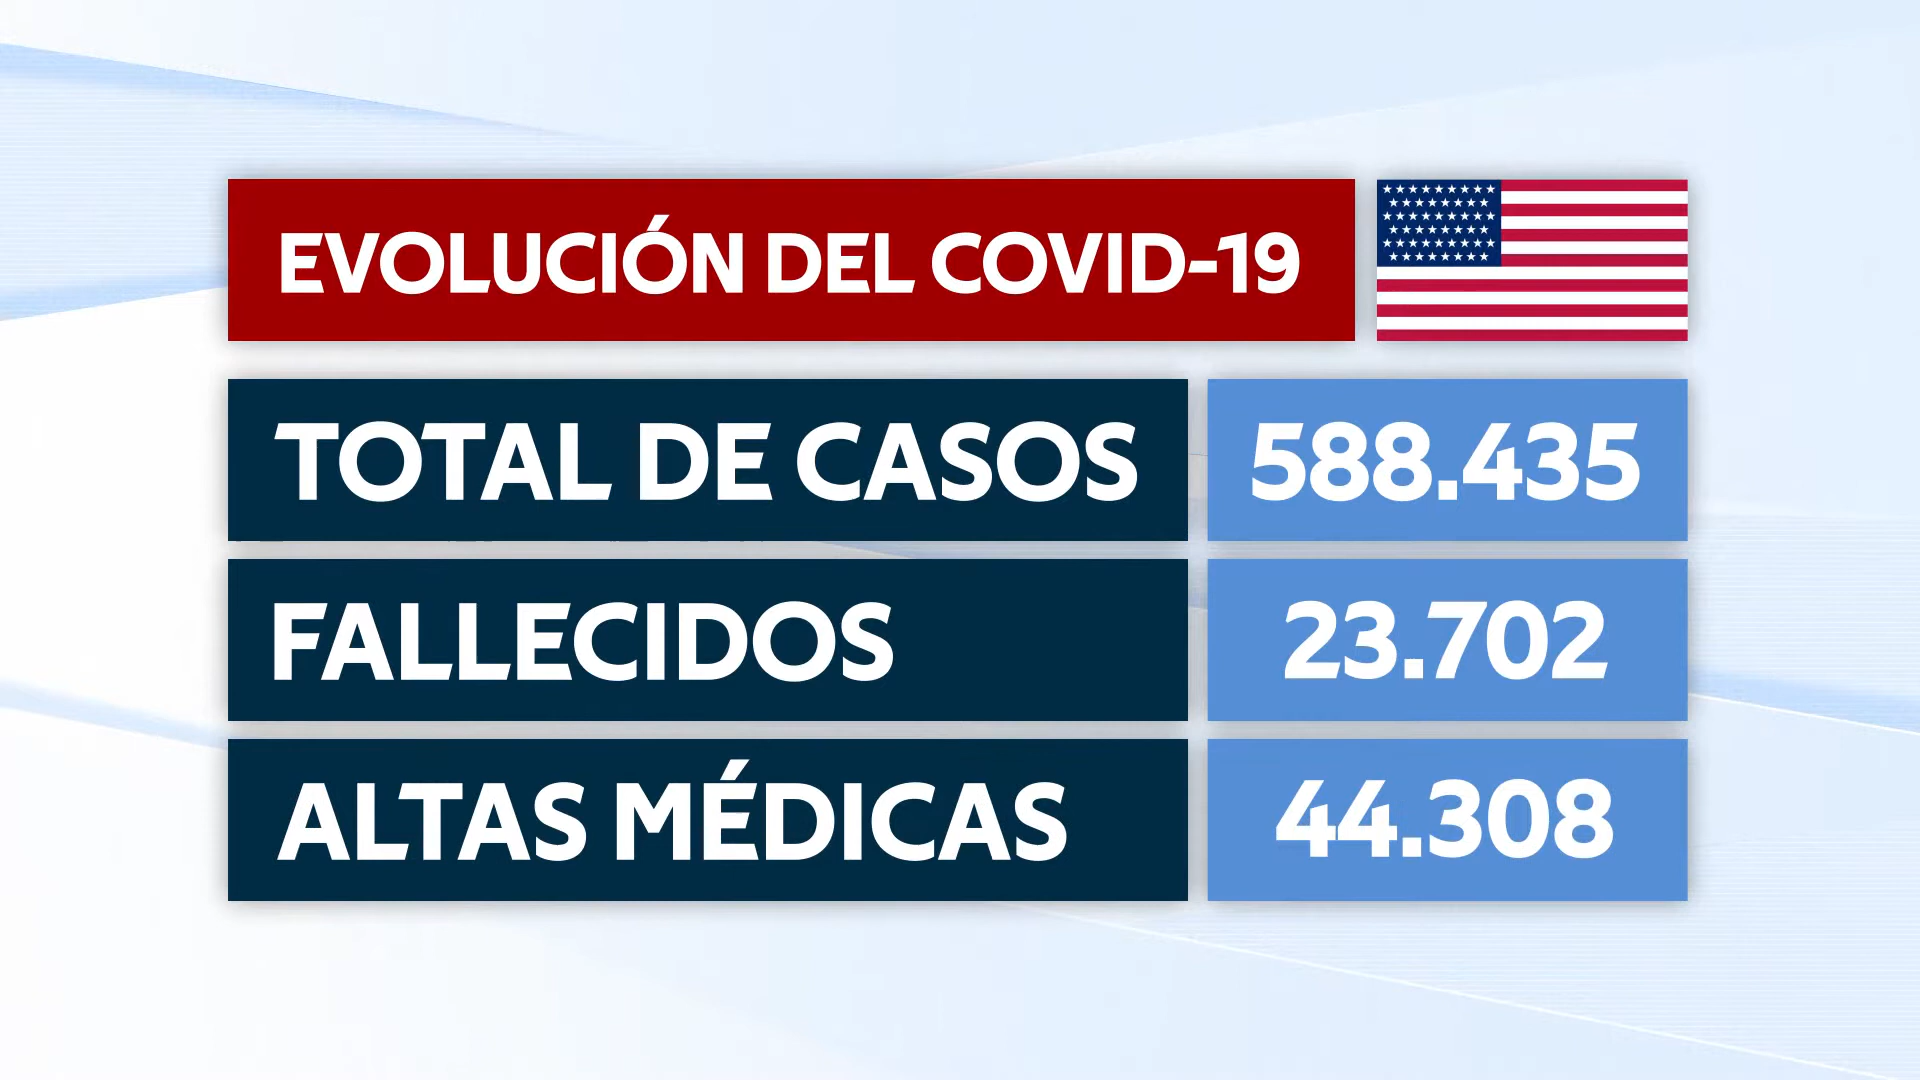 EVOLUCIÓN DEL COVID-19
TOTAL DE CASOS 588.435
FALLECIDOS 23.702
ALTAS MÉDICAS 44.308